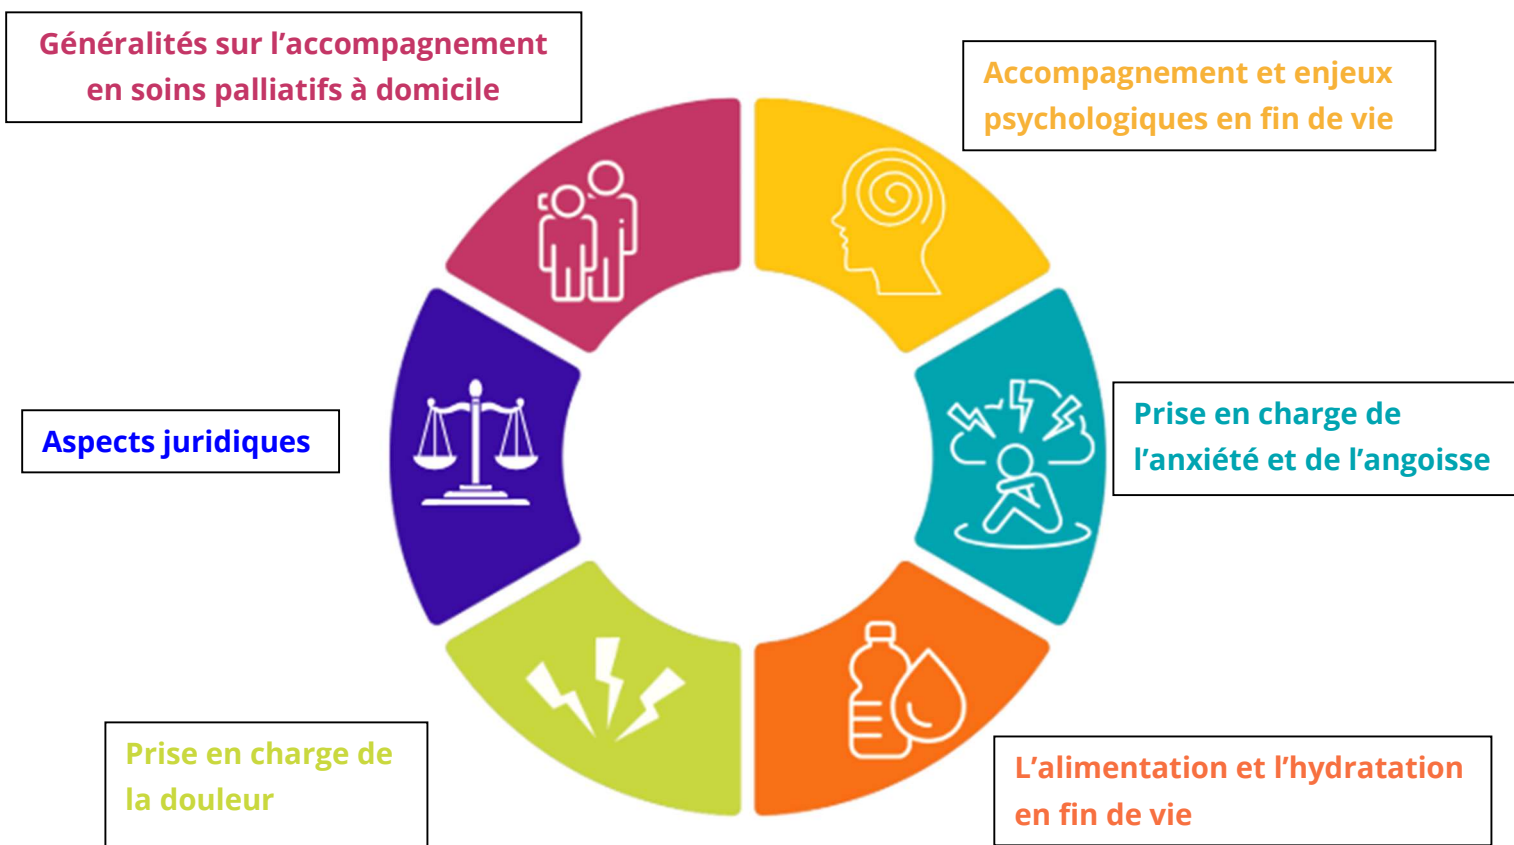 Généralités sur l’accompagnement
en soins palliatifs à domicile
Accompagnement et enjeux
psychologiques en fin de vie
Aspects juridiques
Prise en charge de
l’anxiété et de l’angoisse
Prise en charge de
la douleur
L’alimentation et l’hydratation
en fin de vie